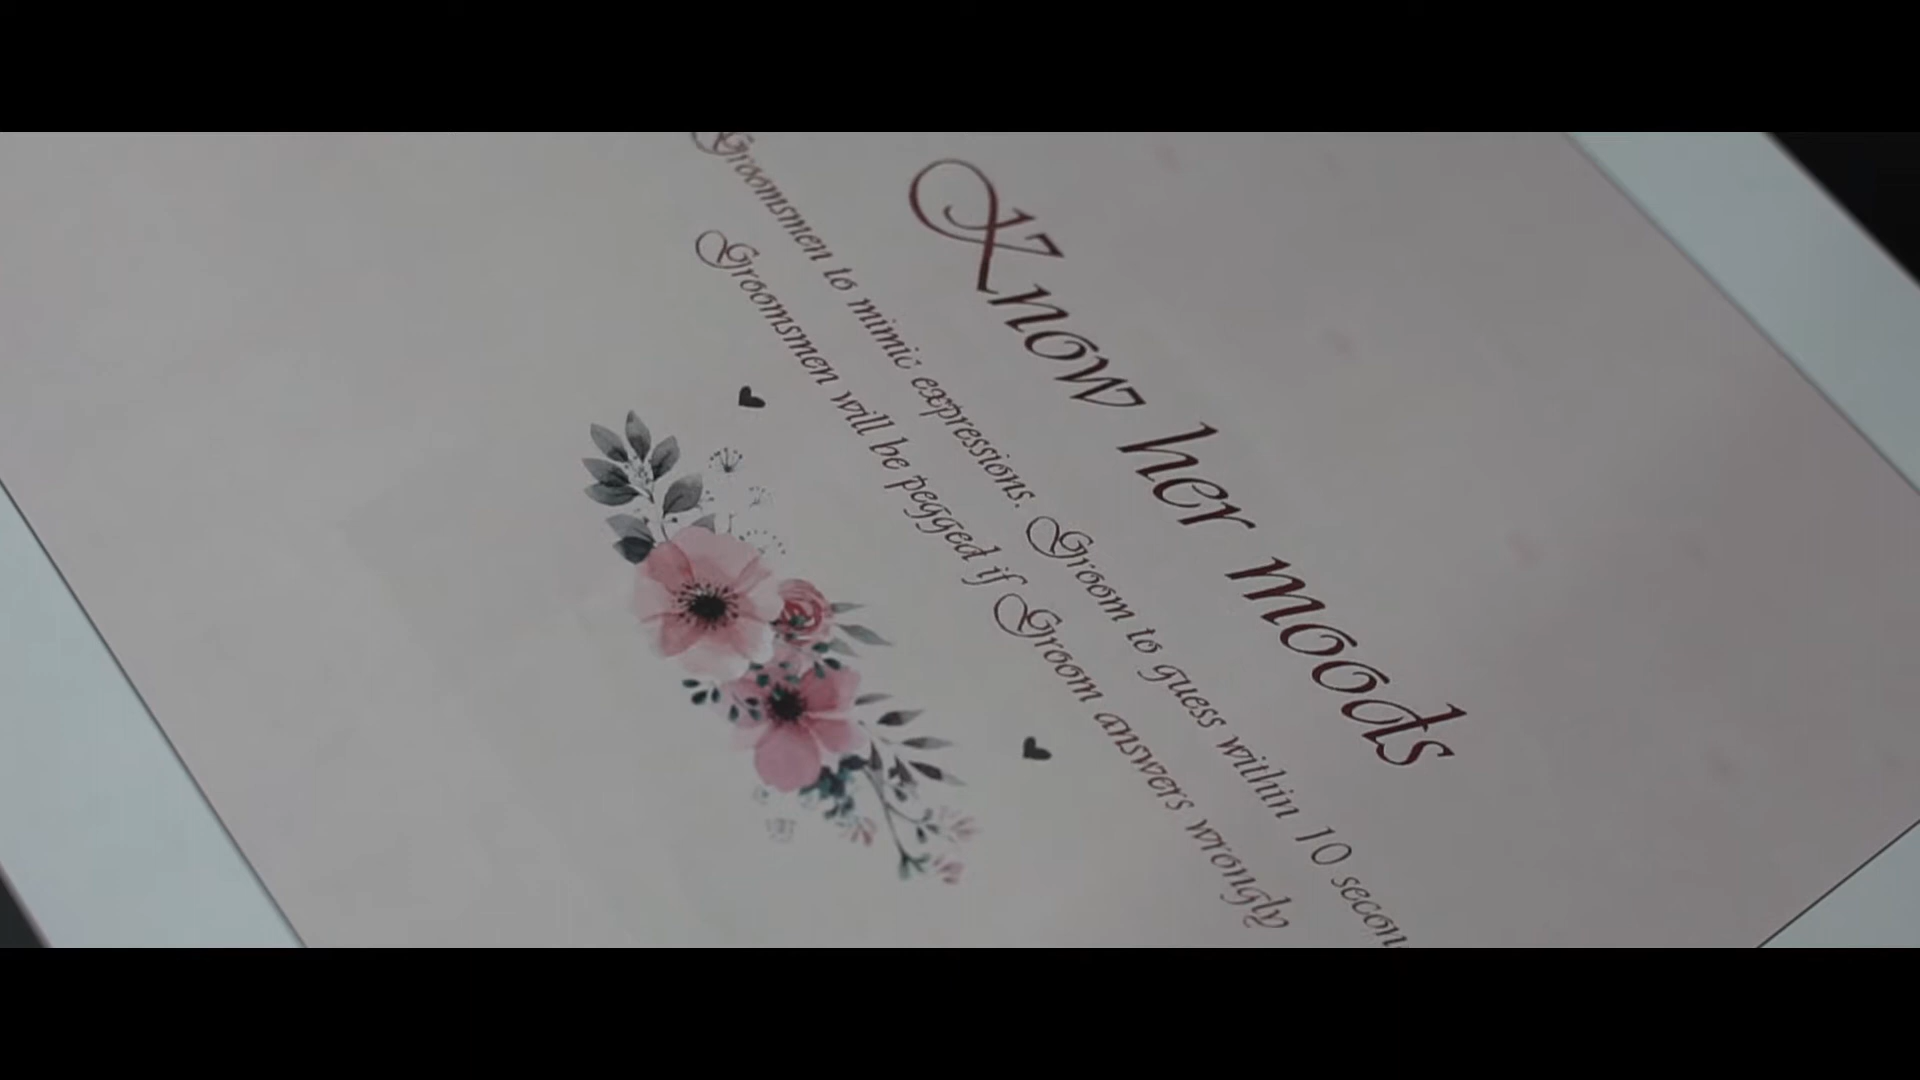 Know her moods
Groomsmen to mimic expressions. Groom to guess within 10
Groomsmen will be pegged if Groom answers wrongly